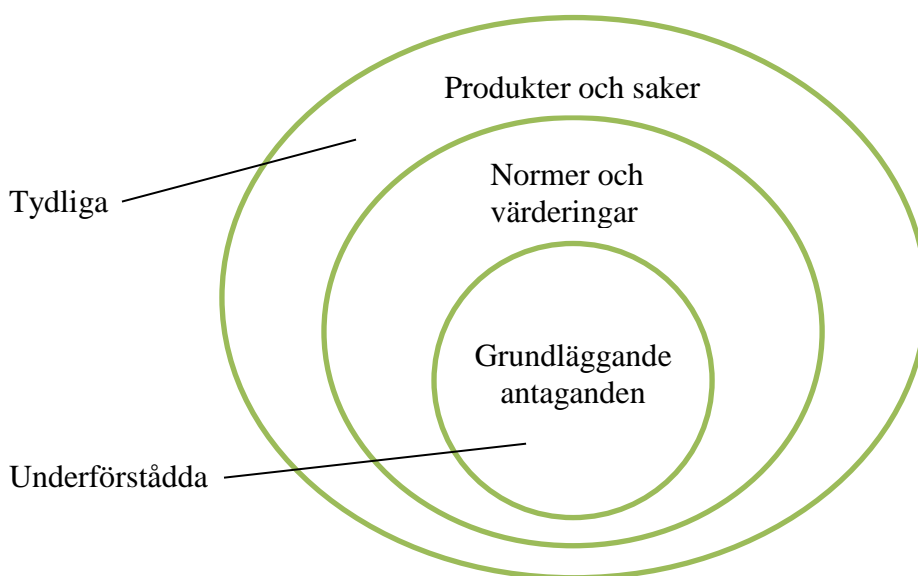 Produkter och saker
Tydliga
Normer och
värderingar
Grundläggande
antaganden
Underförstådda